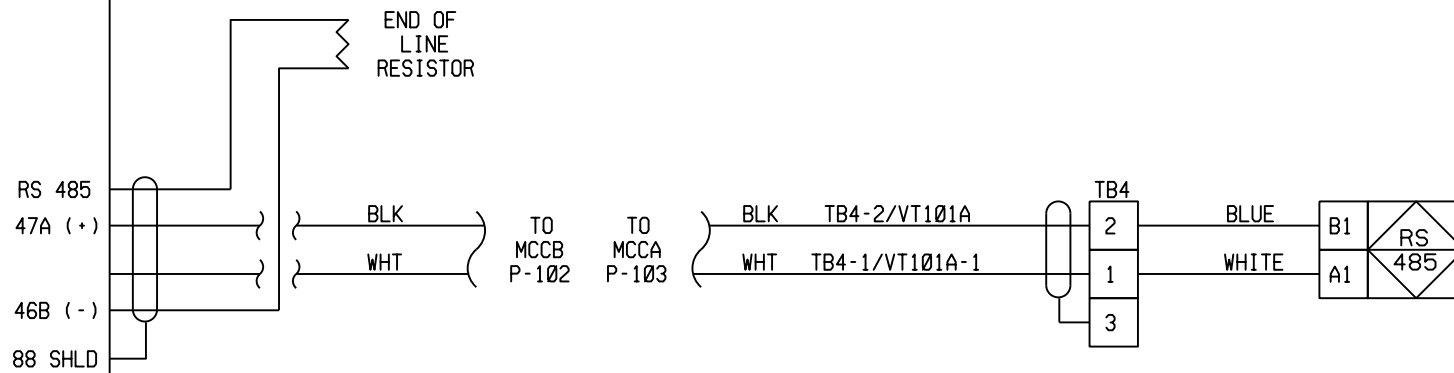 END OF
LINE
RESISTOR
RS 485
47A (+)
46B (-)
88 SHLD
BLK
WHT
TO
MCCB
P-102
TO
MCCA
P-103
BLK TB4-2/VT101A
WHT TB4-1/VT101A-1
TB4
2
1
3
BLUE
WHITE
B1
A1
RS
485